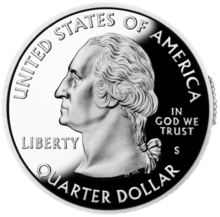 UNITED STATES OF AMERICA
LIBERTY
IN
GOD WE
TRUST
S
QUARTER DOLLAR